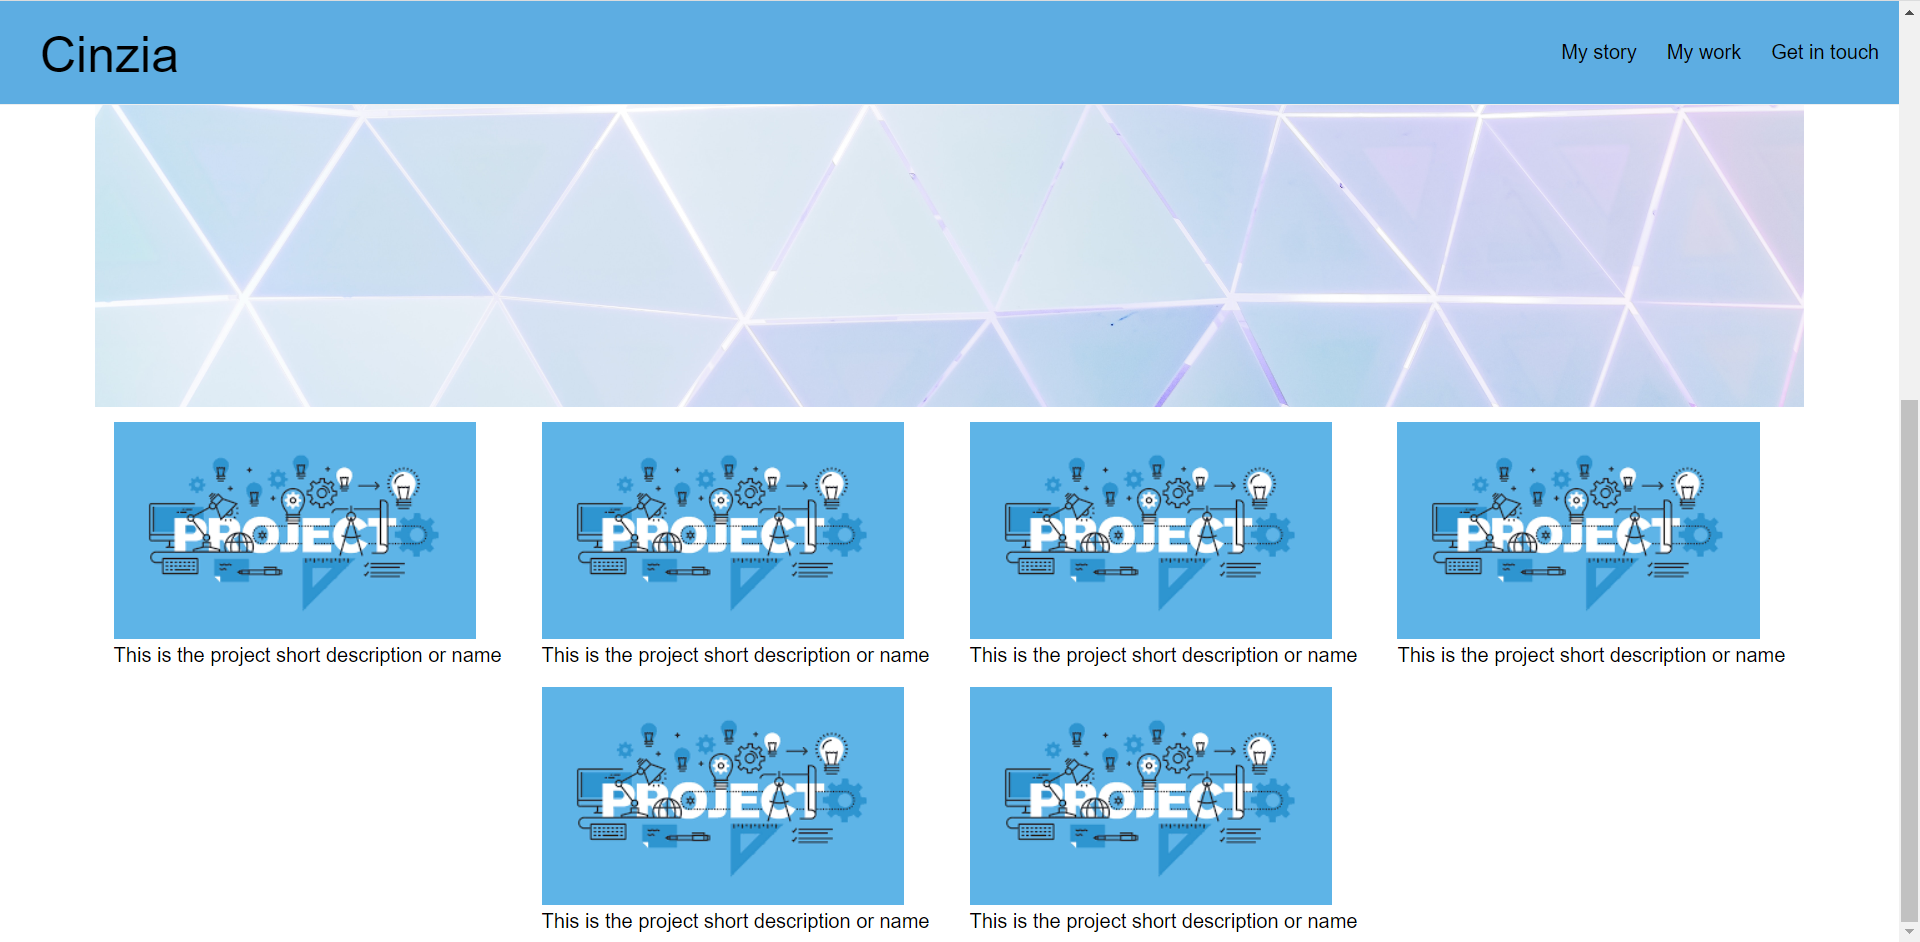 Cinzia
My story My work Get in touch
PROJECT PROJECT PROJECT PROJECT
This is the project short description or name This is the project short description or name This is the project short description or name This is the project short description or name
PROJECT PROJECT
This is the project short description or name This is the project short description or name